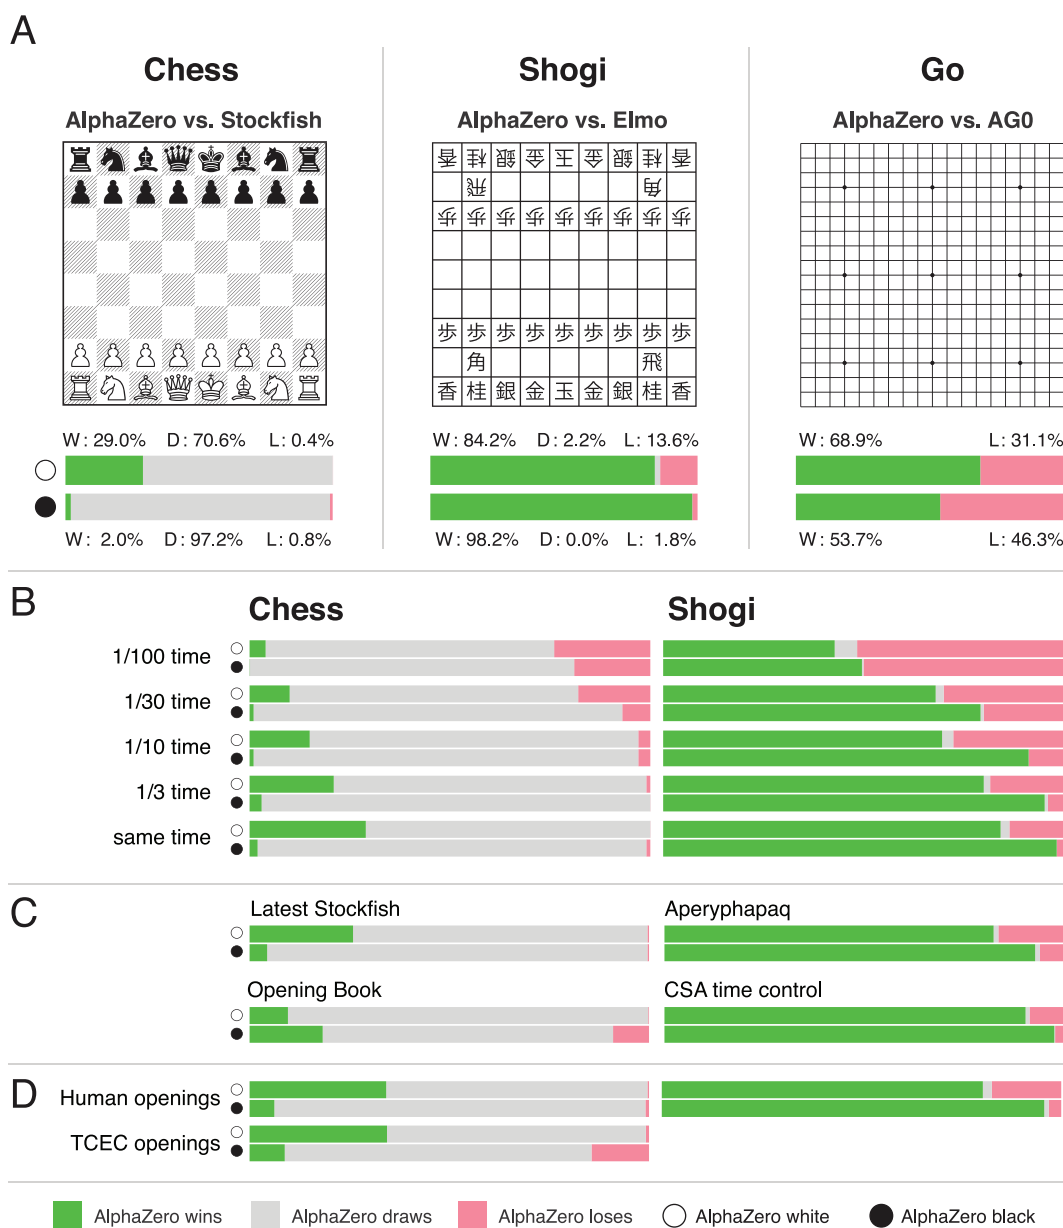 A
Chess
Shogi
Go
AlphaZero vs. Stockfish
AlphaZero vs. Elmo
AlphaZero vs. AG0
香 桂 銀 金 玉 金 銀 桂 香
飛 角
歩 歩 歩 歩 歩 歩 歩 歩 歩
歩 歩 歩 歩 歩 歩 歩 歩 歩
角 飛
香 桂 銀 金 玉 金 銀 桂 香
W: 29.0% D: 70.6% L: 0.4%
W: 84.2% D: 2.2% L: 13.6%
W: 68.9% L: 31.1%
W: 2.0% D: 97.2% L: 0.8%
W: 98.2% D: 0.0% L: 1.8%
W: 53.7% L: 46.3%
B
Chess
Shogi
1/100 time
1/30 time
1/10 time
1/3 time
same time
C
Latest Stockfish
Aperyphapaq
Opening Book
CSA time control
D
Human openings
TCEC openings
AlphaZero wins
AlphaZero draws
AlphaZero loses
AlphaZero white
AlphaZero black